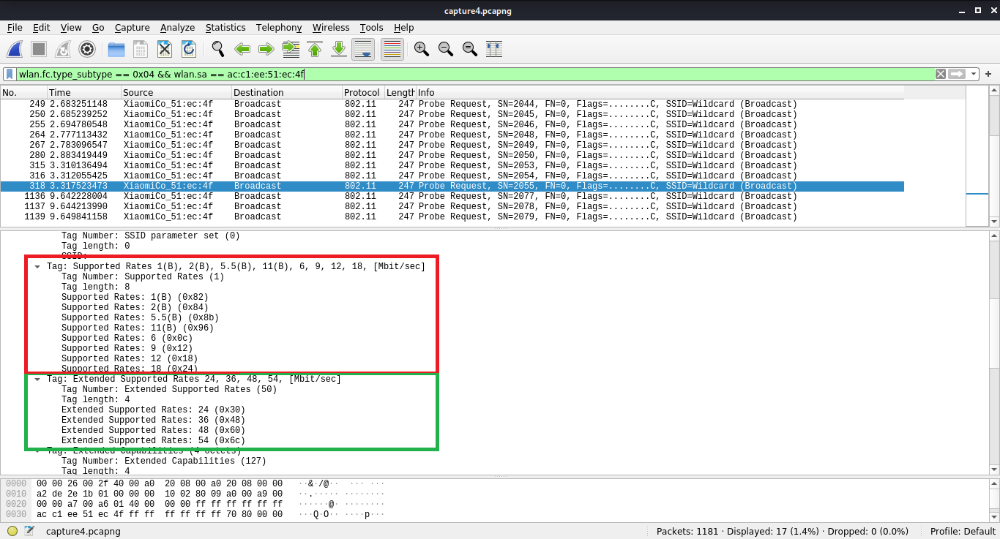 capture4.pcapng
File Edit View Go Capture Analyze Statistics Telephony Wireless Tools Help
wlan.fc.type_subtype == 0x04 && wlan.sa == ac:c1:ee:51:ec:4f
No. Time Source Destination Protocol Length Info
249 2.683251148 XiaomiCo_51:ec:4f Broadcast 802.11 247 Probe Request, SN=2044, FN=0, Flags=........C, SSID=Wildcard (Broadcast)
250 2.685239252 XiaomiCo_51:ec:4f Broadcast 802.11 247 Probe Request, SN=2045, FN=0, Flags=........C, SSID=Wildcard (Broadcast)
255 2.694780548 XiaomiCo_51:ec:4f Broadcast 802.11 247 Probe Request, SN=2046, FN=0, Flags=........C, SSID=Wildcard (Broadcast)
264 2.777113432 XiaomiCo_51:ec:4f Broadcast 802.11 247 Probe Request, SN=2048, FN=0, Flags=........C, SSID=Wildcard (Broadcast)
267 2.783096547 XiaomiCo_51:ec:4f Broadcast 802.11 247 Probe Request, SN=2049, FN=0, Flags=........C, SSID=Wildcard (Broadcast)
280 2.883419449 XiaomiCo_51:ec:4f Broadcast 802.11 247 Probe Request, SN=2050, FN=0, Flags=........C, SSID=Wildcard (Broadcast)
315 3.310136494 XiaomiCo_51:ec:4f Broadcast 802.11 247 Probe Request, SN=2053, FN=0, Flags=........C, SSID=Wildcard (Broadcast)
316 3.312055425 XiaomiCo_51:ec:4f Broadcast 802.11 247 Probe Request, SN=2054, FN=0, Flags=........C, SSID=Wildcard (Broadcast)
318 3.317523473 XiaomiCo_51:ec:4f Broadcast 802.11 247 Probe Request, SN=2055, FN=0, Flags=........C, SSID=Wildcard (Broadcast)
1136 9.642228004 XiaomiCo_51:ec:4f Broadcast 802.11 247 Probe Request, SN=2077, FN=0, Flags=........C, SSID=Wildcard (Broadcast)
1137 9.644213990 XiaomiCo_51:ec:4f Broadcast 802.11 247 Probe Request, SN=2078, FN=0, Flags=........C, SSID=Wildcard (Broadcast)
1139 9.649841158 XiaomiCo_51:ec:4f Broadcast 802.11 247 Probe Request, SN=2079, FN=0, Flags=........C, SSID=Wildcard (Broadcast)
Tag Number: SSID parameter set (0)
Tag length: 0
SSID:
Tag: Supported Rates 1(B), 2(B), 5.5(B), 11(B), 6, 9, 12, 18, [Mbit/sec]
Tag Number: Supported Rates (1)
Tag length: 8
Supported Rates: 1(B) (0x82)
Supported Rates: 2(B) (0x84)
Supported Rates: 5.5(B) (0x8b)
Supported Rates: 11(B) (0x96)
Supported Rates: 6 (0x0c)
Supported Rates: 9 (0x12)
Supported Rates: 12 (0x18)
Supported Rates: 18 (0x24)
Tag: Extended Supported Rates 24, 36, 48, 54, [Mbit/sec]
Tag Number: Extended Supported Rates (50)
Tag length: 4
Extended Supported Rates: 24 (0x30)
Extended Supported Rates: 36 (0x48)
Extended Supported Rates: 48 (0x60)
Extended Supported Rates: 54 (0x6c)
Tag: Extended Capabilities (4 octets)
Tag Number: Extended Capabilities (127)
Tag length: 4
0000 00 00 26 00 2f 40 00 a0 20 08 00 a0 20 08 00 00 ··&·/@·· ··· ···
0010 a2 de 2e 1b 01 00 00 00 10 02 80 09 a0 00 a9 00 ··.····· ········
0020 00 00 a7 00 a6 01 40 00 00 00 ff ff ff ff ff ff ······@· ········
0030 ac c1 ee 51 ec 4f ff ff ff ff ff ff 70 80 00 00 ···Q·O·· ····p···
capture4.pcapng Packets: 1181 · Displayed: 17 (1.4%) · Dropped: 0 (0.0%) Profile: Default